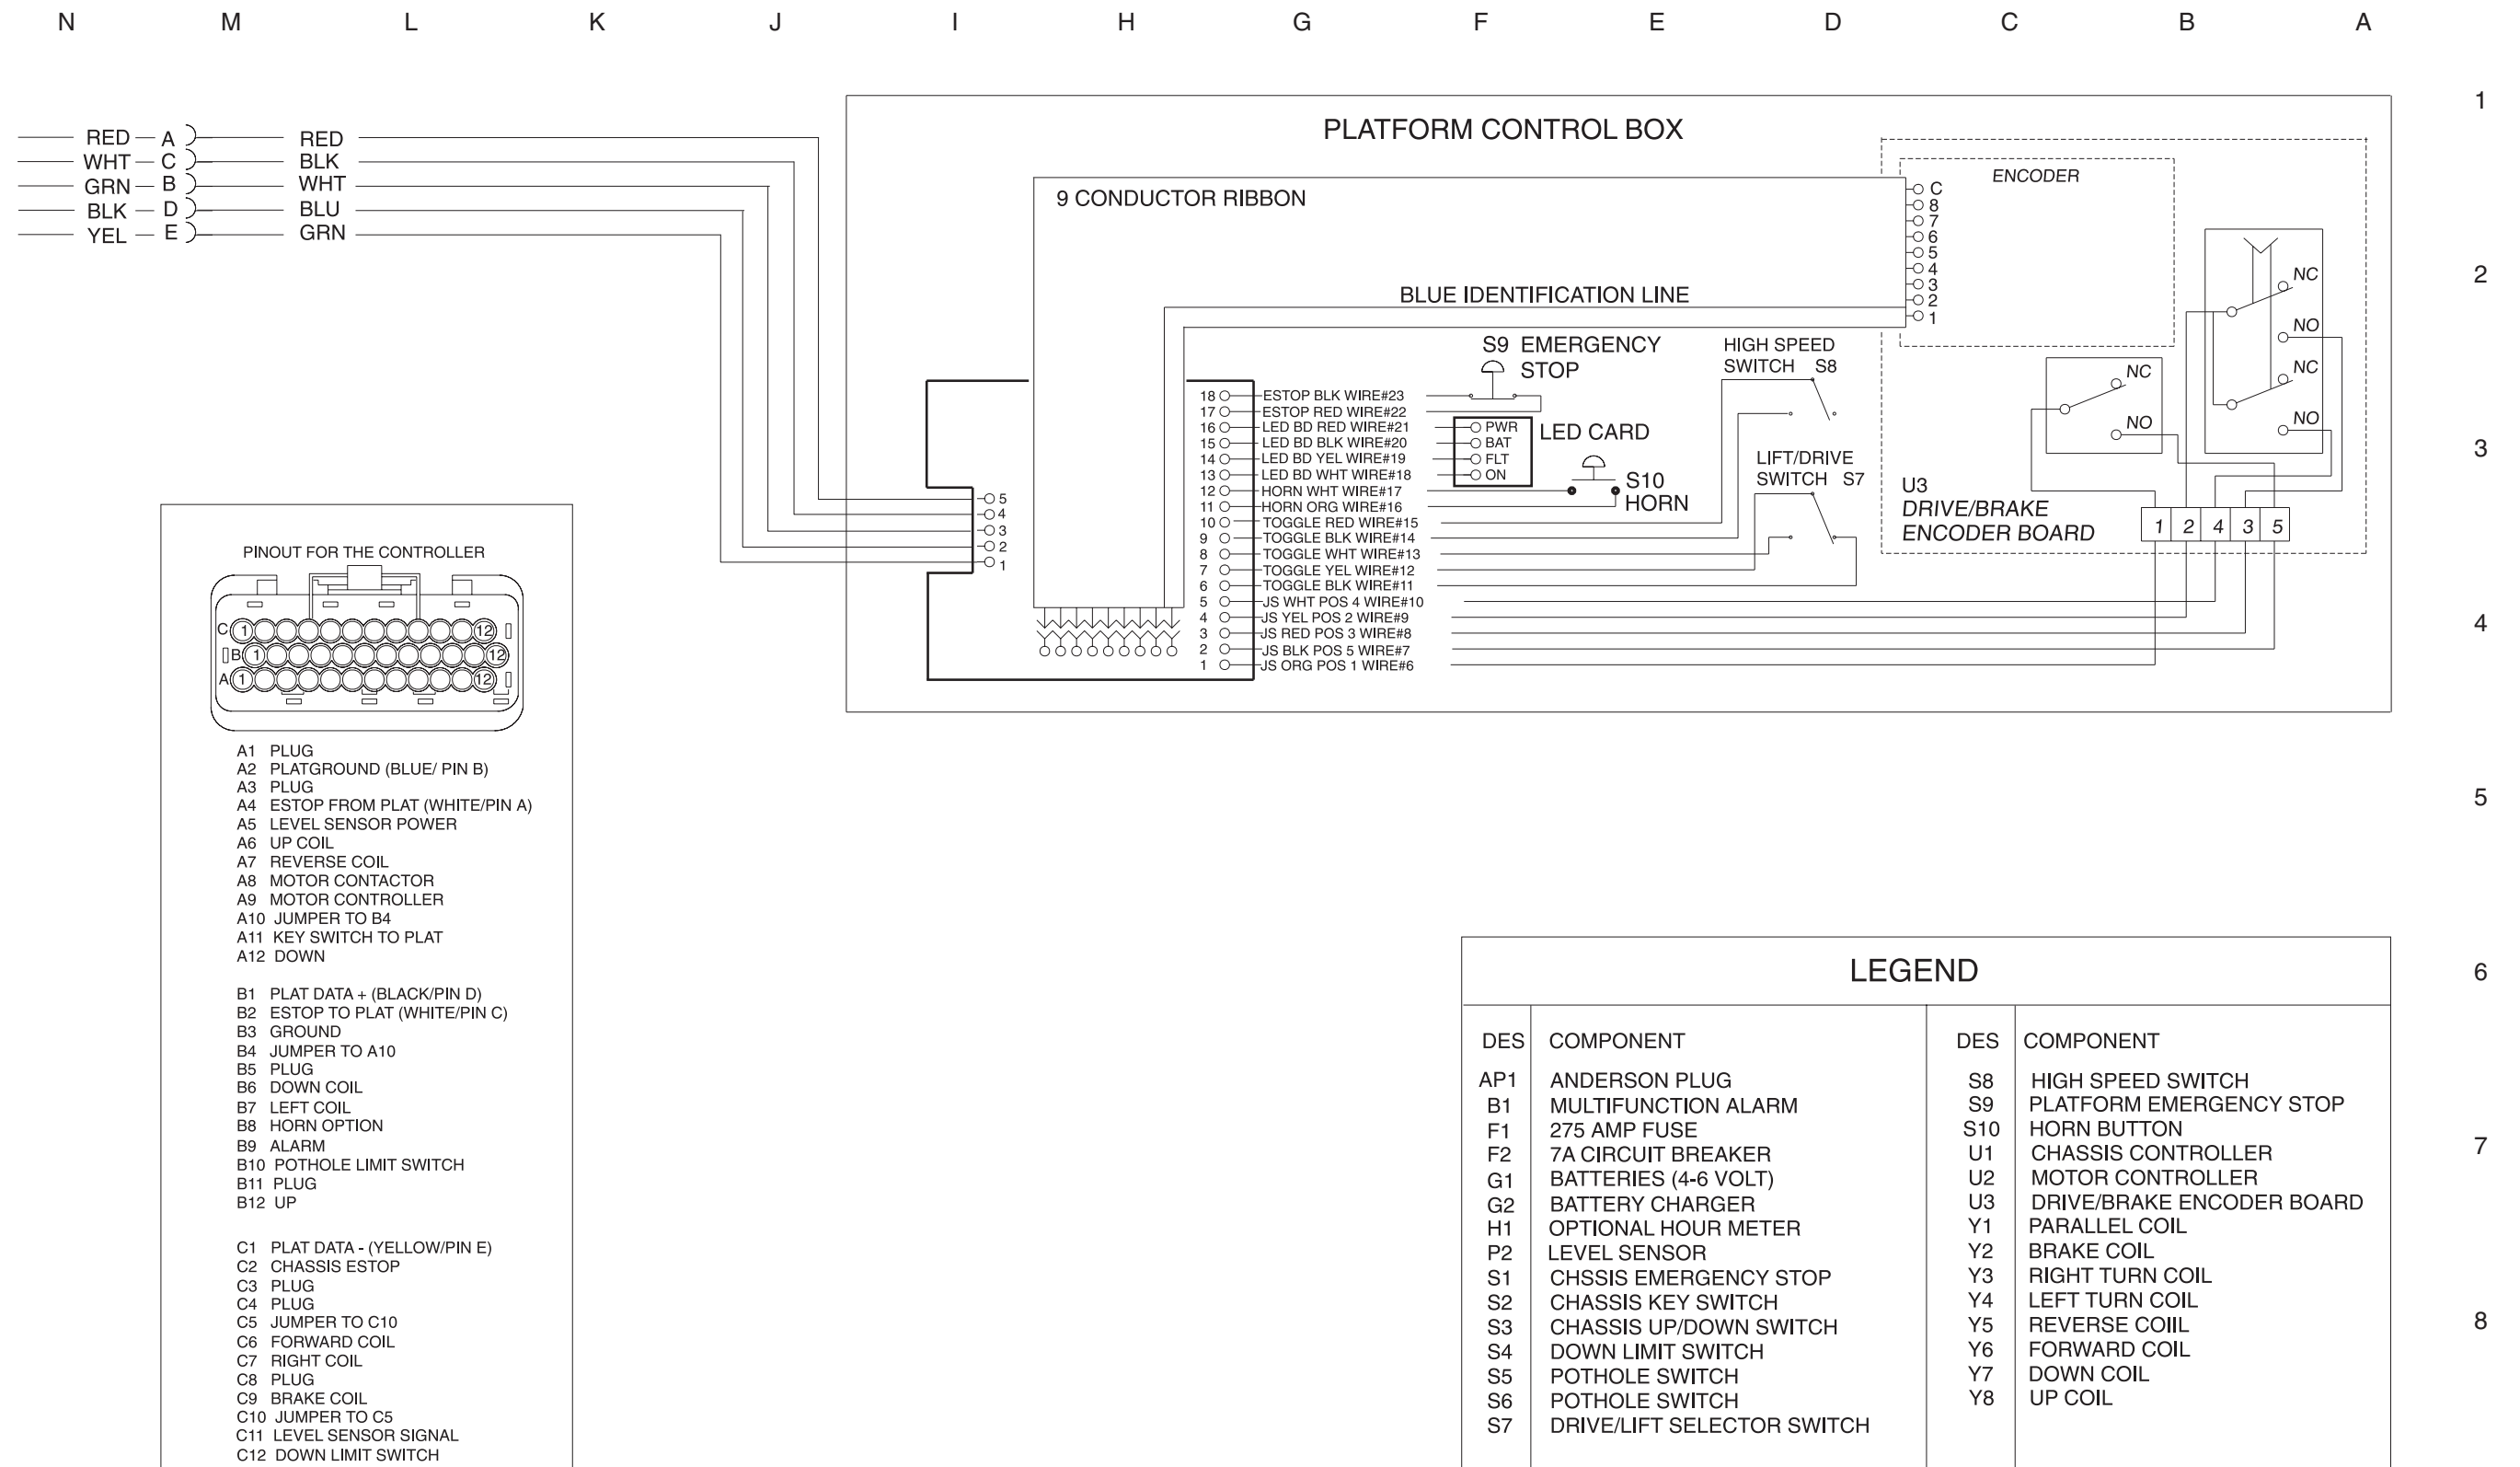 N M L K J I H G F E D C B A
1
2
3
4
5
6
7
8
RED A RED
WHT C BLK
GRN B WHT
BLK D BLU
YEL E GRN
PLATFORM CONTROL BOX
9 CONDUCTOR RIBBON
BLUE IDENTIFICATION LINE
ENCODER
C
8
7
6
5
4
3
2
1
NC
NO
NC
NO
NC
NO
S9 EMERGENCY
STOP
HIGH SPEED
SWITCH S8
18 ESTOP BLK WIRE#23
17 ESTOP RED WIRE#22
16 LED BD RED WIRE#21
15 LED BD BLK WIRE#20
14 LED BD YEL WIRE#19
13 LED BD WHT WIRE#18
12 HORN WHT WIRE#17
11 HORN ORG WIRE#16
10 TOGGLE RED WIRE#15
9 TOGGLE BLK WIRE#14
8 TOGGLE WHT WIRE#13
7 TOGGLE YEL WIRE#12
6 TOGGLE BLK WIRE#11
5 JS WHT POS 4 WIRE#10
4 JS YEL POS 2 WIRE#9
3 JS RED POS 3 WIRE#8
2 JS BLK POS 5 WIRE#7
1 JS ORG POS 1 WIRE#6
PWR
BAT
FLT
ON
LED CARD
S10
HORN
LIFT/DRIVE
SWITCH S7
U3
DRIVE/BRAKE
ENCODER BOARD
1 2 4 3 5
5
4
3
2
1
PINOUT FOR THE CONTROLLER
C 1 12
B 1 12
A 1 12
A1 PLUG
A2 PLATGROUND (BLUE/ PIN B)
A3 PLUG
A4 ESTOP FROM PLAT (WHITE/PIN A)
A5 LEVEL SENSOR POWER
A6 UP COIL
A7 REVERSE COIL
A8 MOTOR CONTACTOR
A9 MOTOR CONTROLLER
A10 JUMPER TO B4
A11 KEY SWITCH TO PLAT
A12 DOWN
B1 PLAT DATA + (BLACK/PIN D)
B2 ESTOP TO PLAT (WHITE/PIN C)
B3 GROUND
B4 JUMPER TO A10
B5 PLUG
B6 DOWN COIL
B7 LEFT COIL
B8 HORN OPTION
B9 ALARM
B10 POTHOLE LIMIT SWITCH
B11 PLUG
B12 UP
C1 PLAT DATA - (YELLOW/PIN E)
C2 CHASSIS ESTOP
C3 PLUG
C4 PLUG
C5 JUMPER TO C10
C6 FORWARD COIL
C7 RIGHT COIL
C8 PLUG
C9 BRAKE COIL
C10 JUMPER TO C5
C11 LEVEL SENSOR SIGNAL
C12 DOWN LIMIT SWITCH
LEGEND
DES COMPONENT
AP1 ANDERSON PLUG
B1 MULTIFUNCTION ALARM
F1 275 AMP FUSE
F2 7A CIRCUIT BREAKER
G1 BATTERIES (4-6 VOLT)
G2 BATTERY CHARGER
H1 OPTIONAL HOUR METER
P2 LEVEL SENSOR
S1 CHSSIS EMERGENCY STOP
S2 CHASSIS KEY SWITCH
S3 CHASSIS UP/DOWN SWITCH
S4 DOWN LIMIT SWITCH
S5 POTHOLE SWITCH
S6 POTHOLE SWITCH
S7 DRIVE/LIFT SELECTOR SWITCH
DES COMPONENT
S8 HIGH SPEED SWITCH
S9 PLATFORM EMERGENCY STOP
S10 HORN BUTTON
U1 CHASSIS CONTROLLER
U2 MOTOR CONTROLLER
U3 DRIVE/BRAKE ENCODER BOARD
Y1 PARALLEL COIL
Y2 BRAKE COIL
Y3 RIGHT TURN COIL
Y4 LEFT TURN COIL
Y5 REVERSE COIIL
Y6 FORWARD COIL
Y7 DOWN COIL
Y8 UP COIL